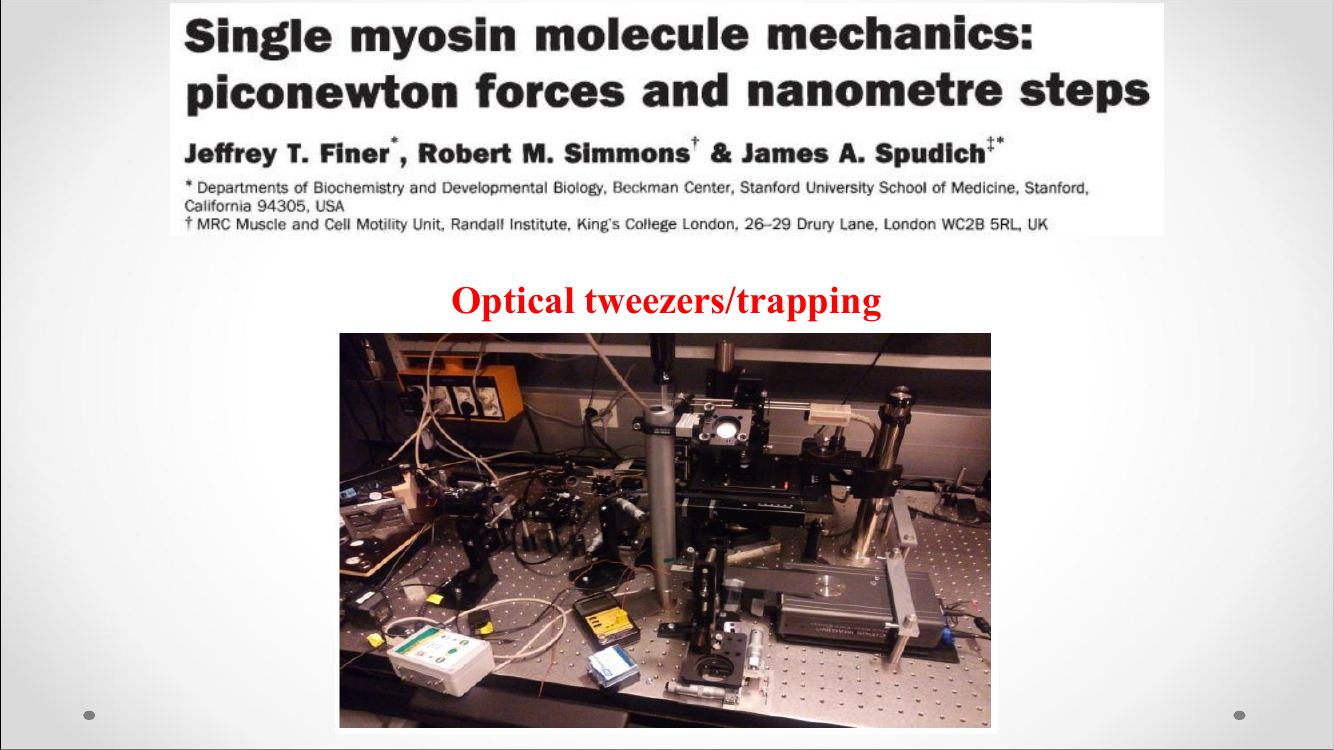 Single myosin molecule mechanics:
piconewton forces and nanometre steps
Jeffrey T. Finer*, Robert M. Simmons† & James A. Spudich‡*
* Departments of Biochemistry and Developmental Biology, Beckman Center, Stanford University School of Medicine, Stanford,
California 94305, USA
† MRC Muscle and Cell Motility Unit, Randall Institute, King's College London, 26–29 Drury Lane, London WC2B 5RL, UK
Optical tweezers/trapping